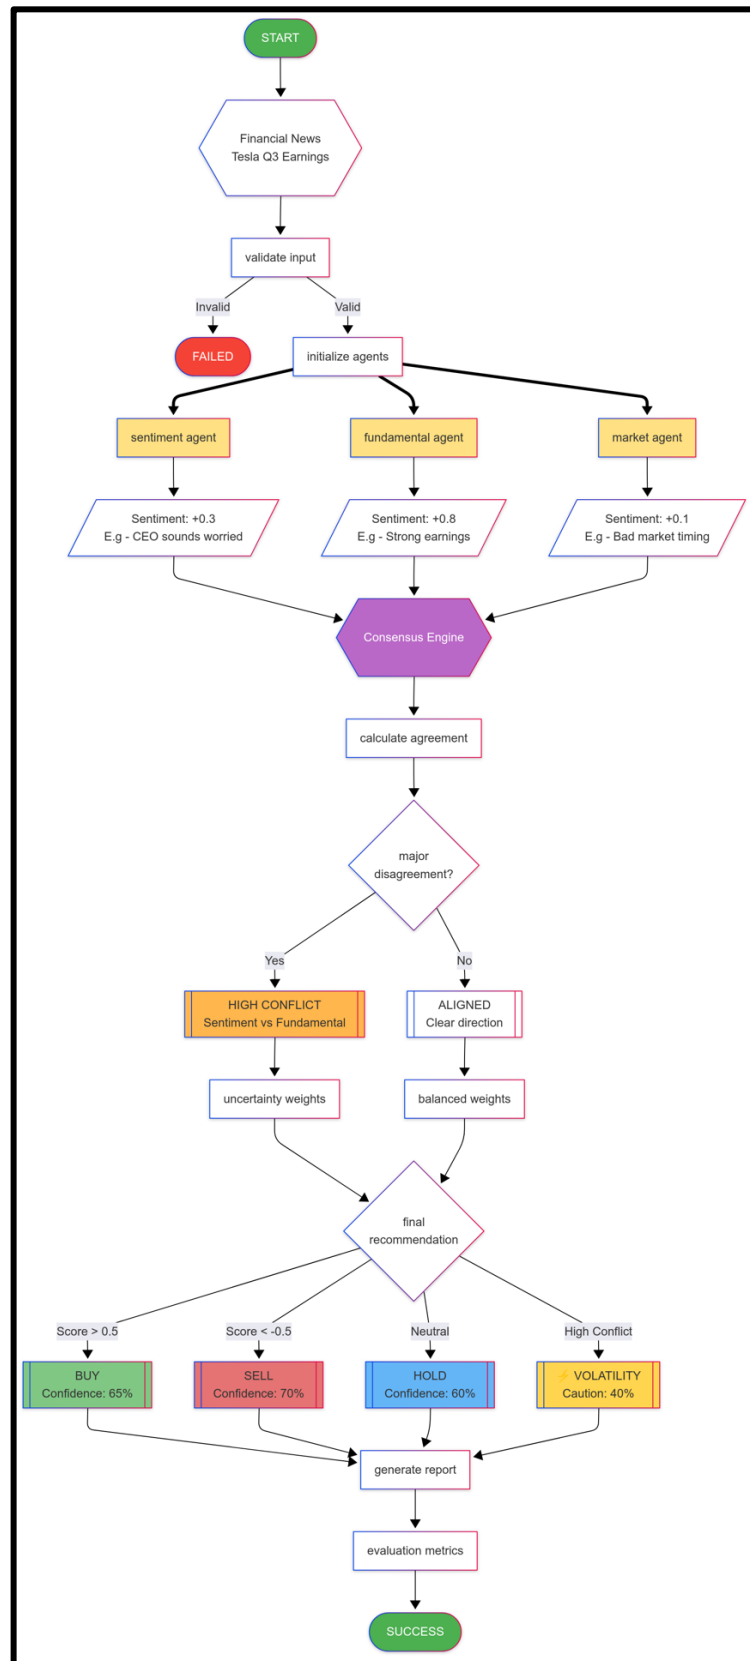 START
Financial News
Tesla Q3 Earnings
validate input
Invalid
Valid
FAILED
initialize agents
sentiment agent
fundamental agent
market agent
Sentiment: +0.3
E.g - CEO sounds worried
Sentiment: +0.8
E.g - Strong earnings
Sentiment: +0.1
E.g - Bad market timing
Consensus Engine
calculate agreement
major
disagreement?
Yes
No
HIGH CONFLICT
Sentiment vs Fundamental
ALIGNED
Clear direction
uncertainty weights
balanced weights
final
recommendation
Score > 0.5
Score < -0.5
Neutral
High Conflict
BUY
Confidence: 65%
SELL
Confidence: 70%
HOLD
Confidence: 60%
⚡ VOLATILITY
Caution: 40%
generate report
evaluation metrics
SUCCESS